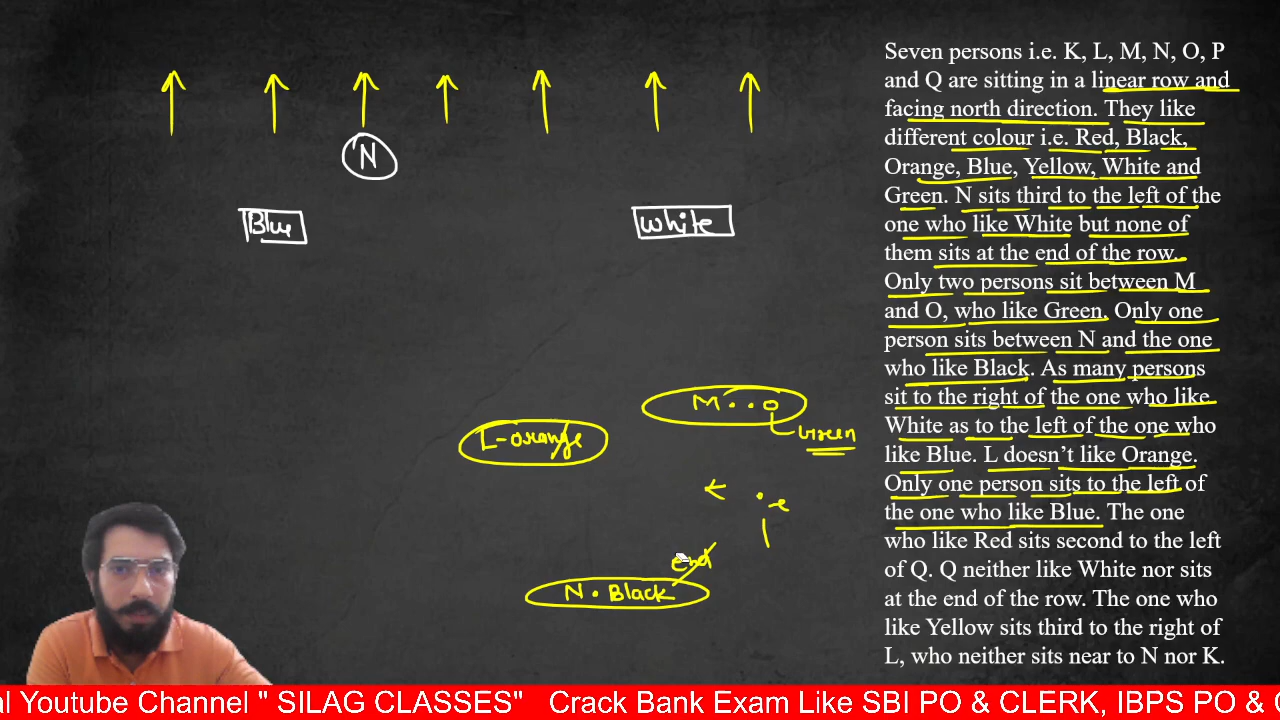 Seven persons i.e. K, L, M, N, O, P
and Q are sitting in a linear row and
facing north direction. They like
different colour i.e. Red, Black,
Orange, Blue, Yellow, White and
Green. N sits third to the left of the
one who like White but none of
them sits at the end of the row.
Only two persons sit between M
and O, who like Green. Only one
person sits between N and the one
who like Black. As many persons
sit to the right of the one who like
White as to the left of the one who
like Blue. L doesn't like Orange.
Only one person sits to the left of
the one who like Blue. The one
who like Red sits second to the left
of Q. Q neither like White nor sits
at the end of the row. The one who
like Yellow sits third to the right of
L, who neither sits near to N nor K.
N
Blue
White
M . . O
Green
L-orange
end
N . Black
al Youtube Channel " SILAG CLASSES" Crack Bank Exam Like SBI PO & CLERK, IBPS PO &